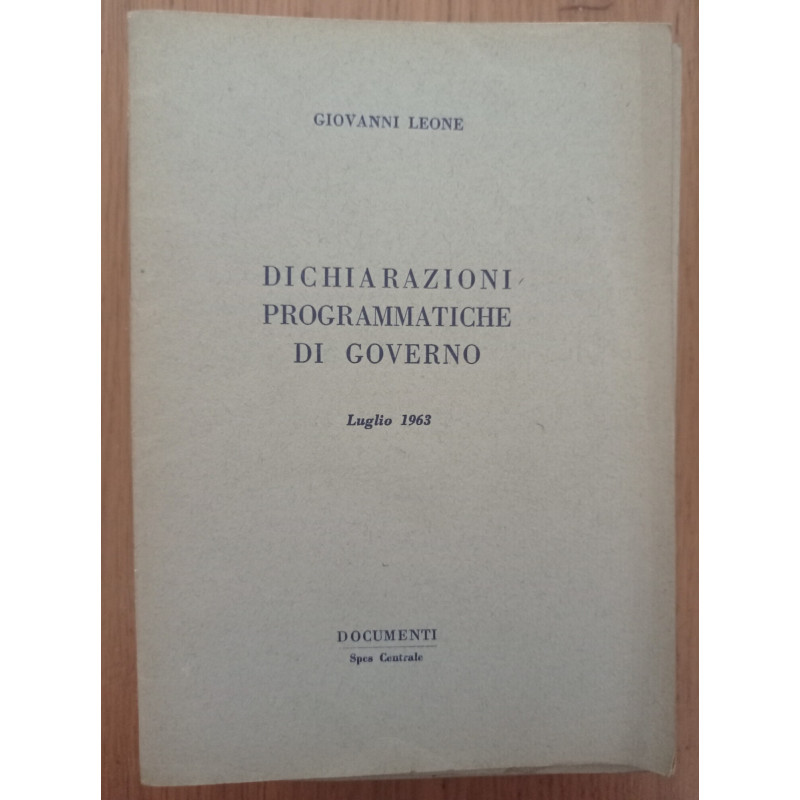 GIOVANNI LEONE
DICHIARAZIONI
PROGRAMMATICHE
DI GOVERNO
Luglio 1963
DOCUMENTI
Spes Centrale